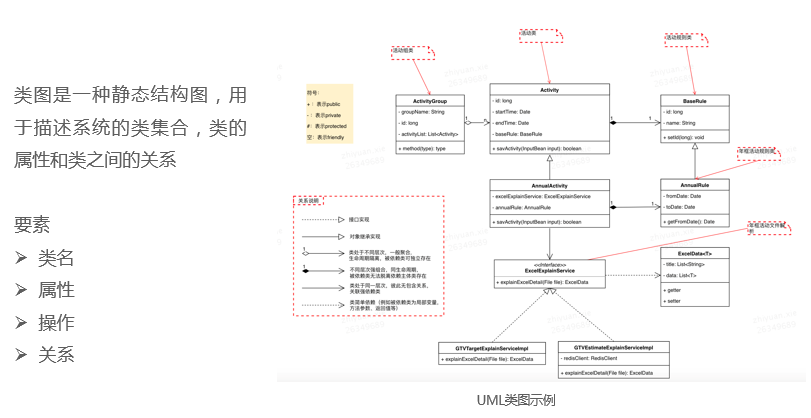 类图是一种静态结构图，用
于描述系统的类集合，类的
属性和类之间的关系
要素
类名
属性
操作
关系
活动组类
活动类
活动规则类
符号：
+ ：表示public
- ：表示private
#：表示protected
空：表示friendly
ActivityGroup
- groupName: String
- id: long
- activityList: List<Activity>
+ method(type): type
1
Activity
- id: long
- startTime: Date
- endTime: Date
- baseRule: BaseRule
+ savActivity(InputBean input): boolean
1
BaseRule
- id: long
- name: String
+ setId(long): void
年框活动规则类
AnnualActivity
- excelExplainService: ExcelExplainService
- annualRule: AnnualRule
+ savActivity(InputBean input): boolean
1
AnnualRule
- fromDate: Date
- toDate: Date
+ getFromDate(): Date
关系说明
接口实现
对象继承实现
1
类处于不同层次，一般聚合，
生命周期隔离，被依赖类可独立存在
1
不同层次强组合，同生命周期，
被依赖类无法脱离依赖主体类存在
类处于同一层次，彼此无包含关系，
关联强依赖类
类简单依赖（例如被依赖类为局部变量，
方法参数，返回值等）
年框活动文件解
析
<<Interface>>
ExcelExplainService
+ explainExcelDetail(File file): ExcelData
ExcelData<T>
- title: List<String>
- data: List<T>
+ getter
+ setter
GTVTargetExplainServiceImpl
+ explainExcelDetail(File file): ExcelData
GTVEstimateExplainServiceImpl
- redisClient: RedisClient
+ explainExcelDetail(File file): ExcelData
UML类图示例